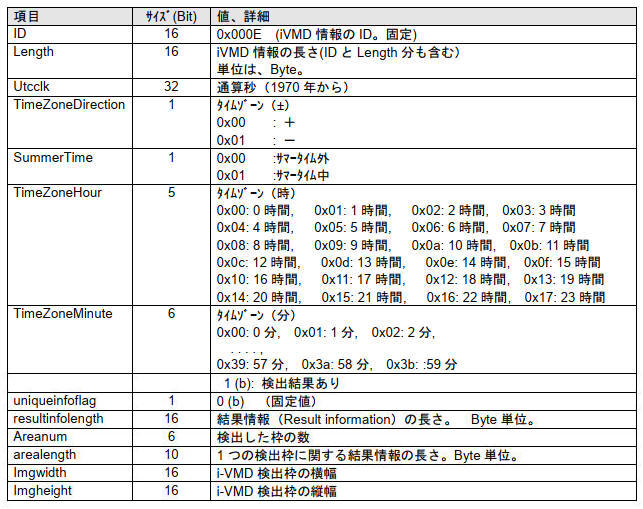 項目 ｻｲｽﾞ(Bit) 値、詳細
ID 16 0x000E (iVMD 情報の ID。固定)
Length 16 iVMD 情報の長さ(ID と Length 分も含む)
単位は、Byte。
Utcclk 32 通算秒（1970 年から）
TimeZoneDirection 1 ﾀｲﾑｿﾞｰﾝ（±）
0x00 : ＋
0x01 : －
SummerTime 1 0x00 :ｻﾏｰﾀｲﾑ外
0x01 :ｻﾏｰﾀｲﾑ中
TimeZoneHour 5 ﾀｲﾑｿﾞｰﾝ（時）
0x00: 0 時間, 0x01: 1 時間, 0x02: 2 時間, 0x03: 3 時間
0x04: 4 時間, 0x05: 5 時間, 0x06: 6 時間, 0x07: 7 時間
0x08: 8 時間, 0x09: 9 時間, 0x0a: 10 時間, 0x0b: 11 時間
0x0c: 12 時間, 0x0d: 13 時間, 0x0e: 14 時間, 0x0f: 15 時間
0x10: 16 時間, 0x11: 17 時間, 0x12: 18 時間, 0x13: 19 時間
0x14: 20 時間, 0x15: 21 時間, 0x16: 22 時間, 0x17: 23 時間
TimeZoneMinute 6 ﾀｲﾑｿﾞｰﾝ（分）
0x00: 0 分, 0x01: 1 分, 0x02: 2 分,
. . . . ,
0x39: 57 分, 0x3a: 58 分, 0x3b: :59 分
1 (b): 検出結果あり
uniqueinfoflag 1 0 (b) （固定値）
resultinfolength 16 結果情報（Result information）の長さ。 Byte 単位。
Areanum 6 検出した枠の数
arealength 10 1 つの検出枠に関する結果情報の長さ。Byte 単位。
Imgwidth 16 i-VMD 検出枠の横幅
Imgheight 16 i-VMD 検出枠の縦幅